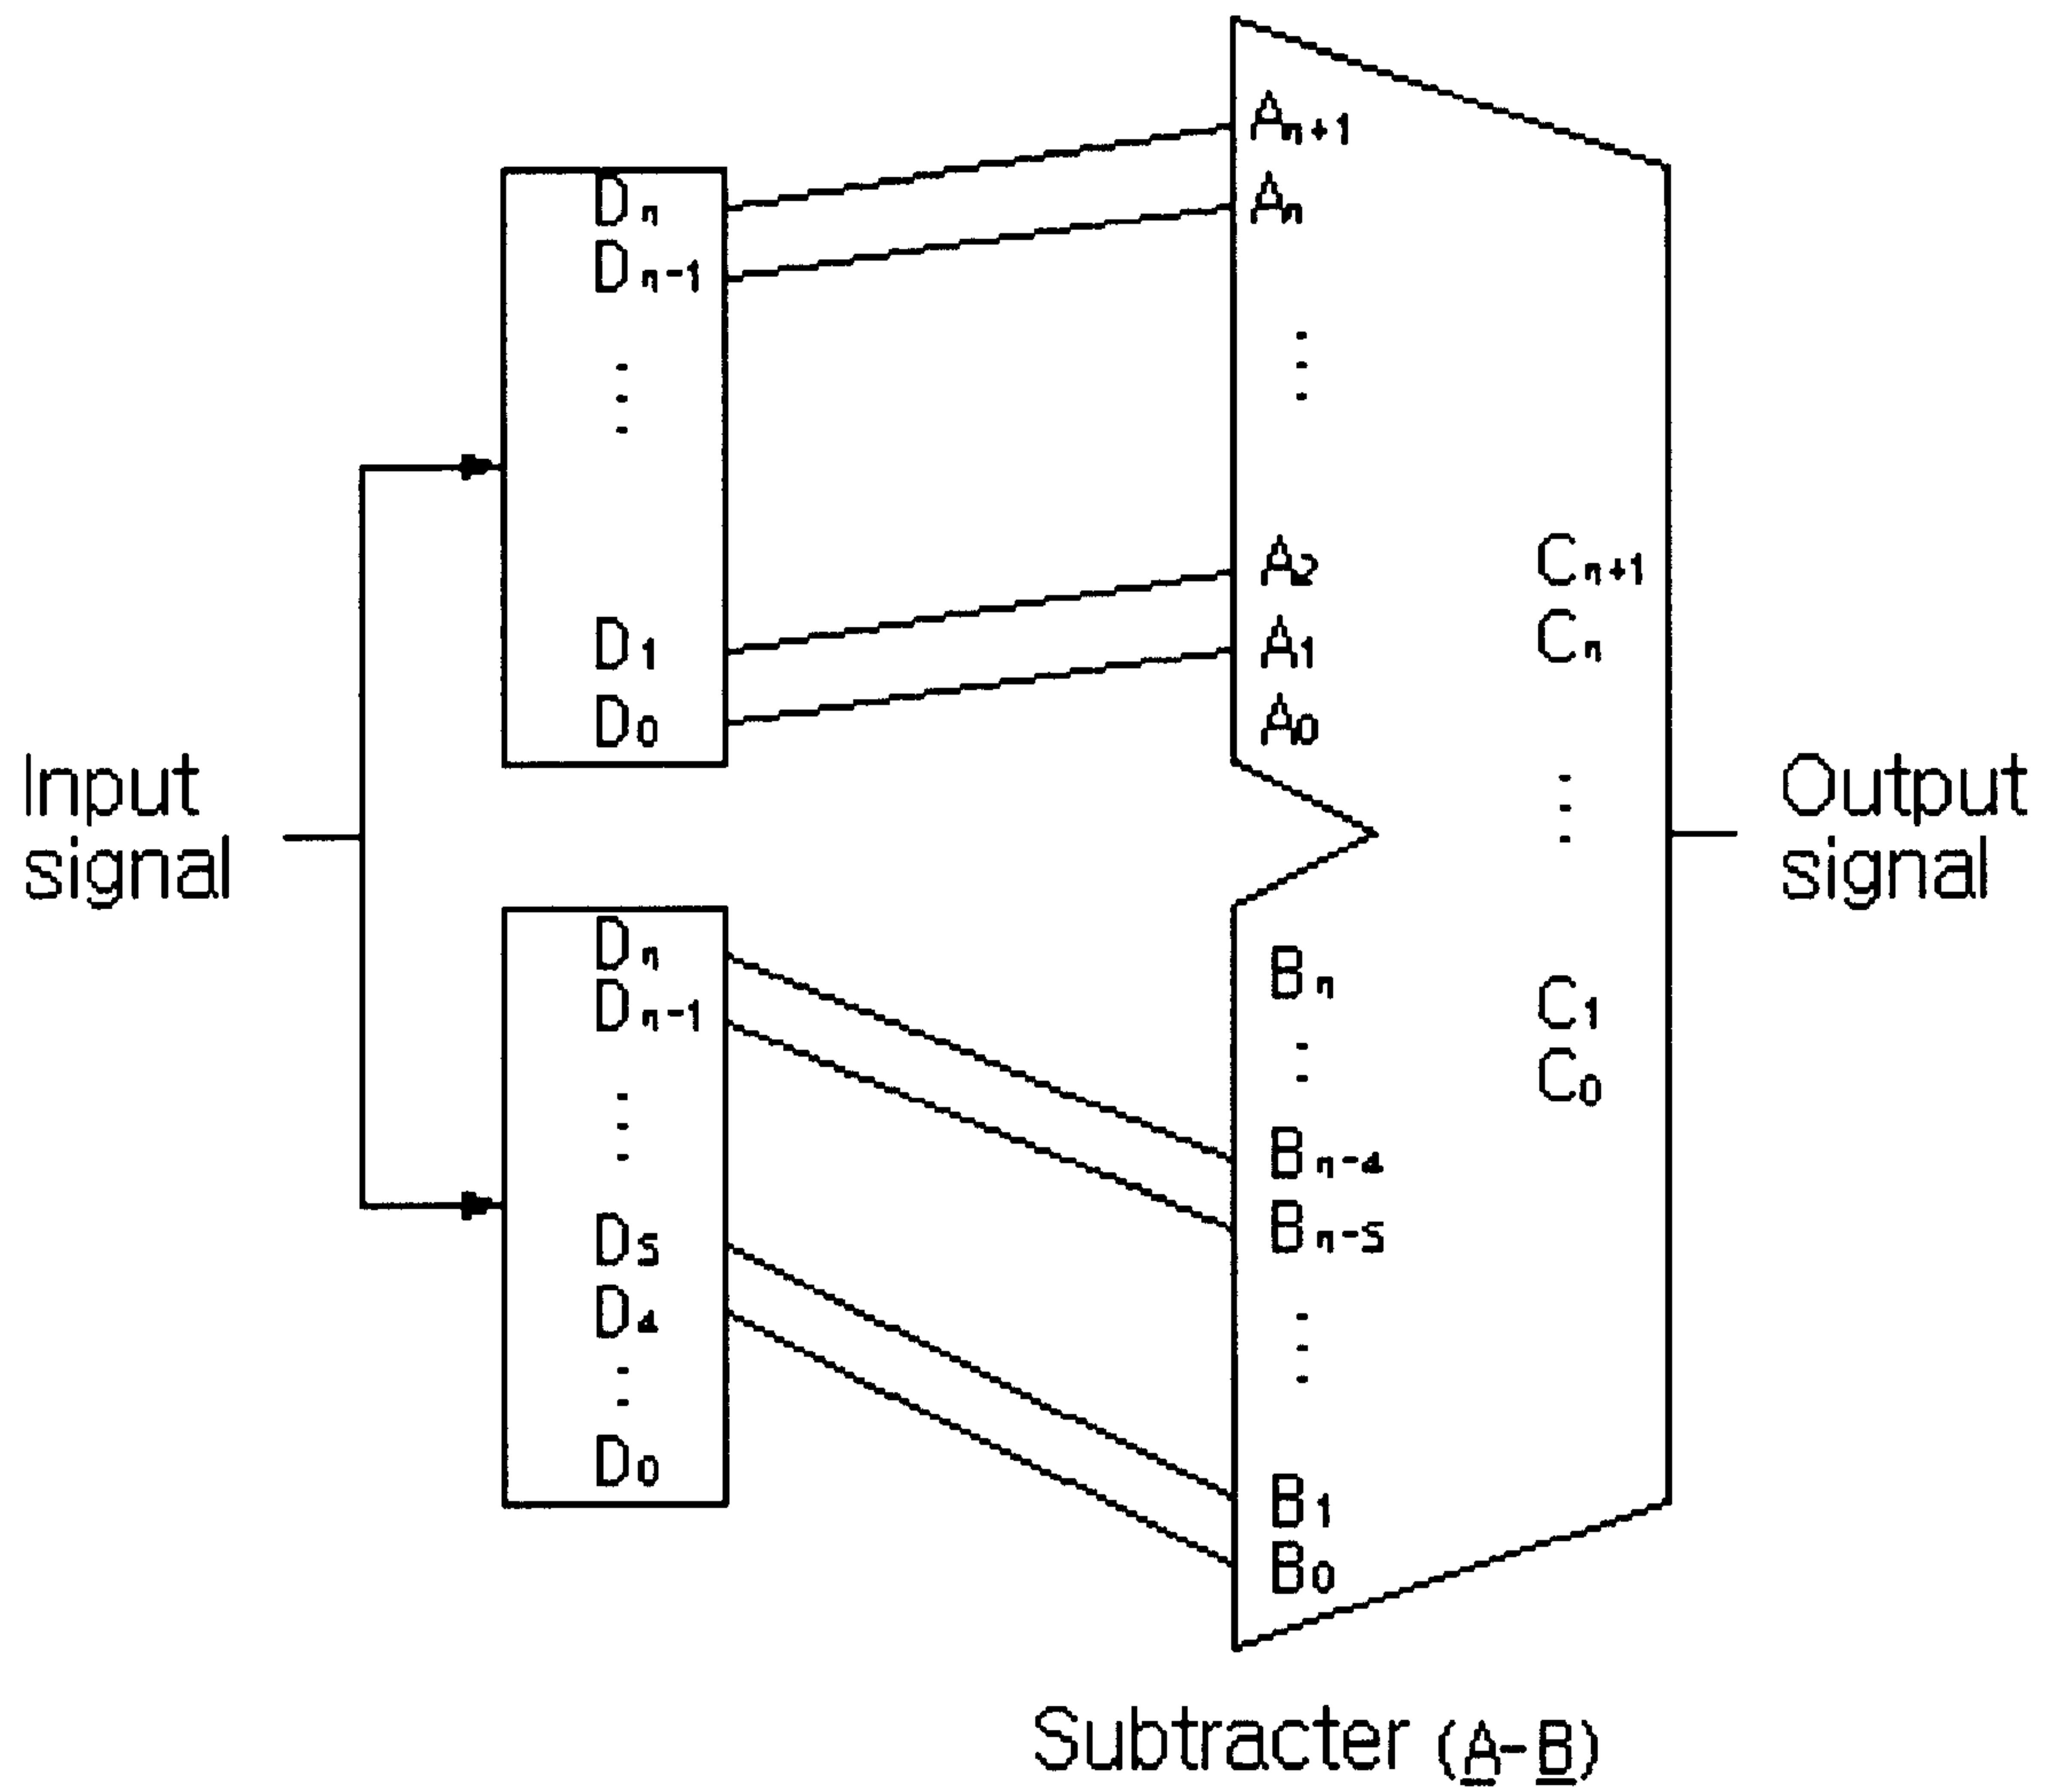 Input
signal
Dn
Dn-1
D1
D0
Dn
Dn-1
D5
D4
D0
An+1
An
A2
A1
A0
Bn
Bn-4
Bn-5
B1
B0
Cn+1
Cn
C1
C0
Output
signal
Subtracter (A-B)